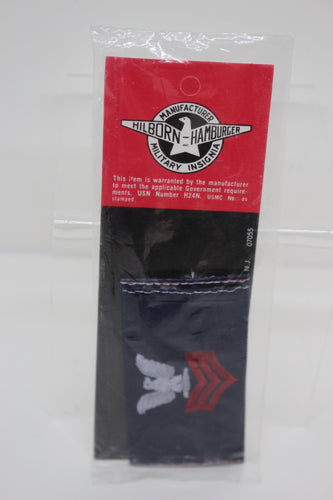 MANUFACTURER
HILBORN-HAMBURGER
MILITARY INSIGNIA
This item is warranted by the manufacturer
to meet the applicable Government require-
ments. USN Number H24N. USMC No: as
stamped.
N.J. 07055